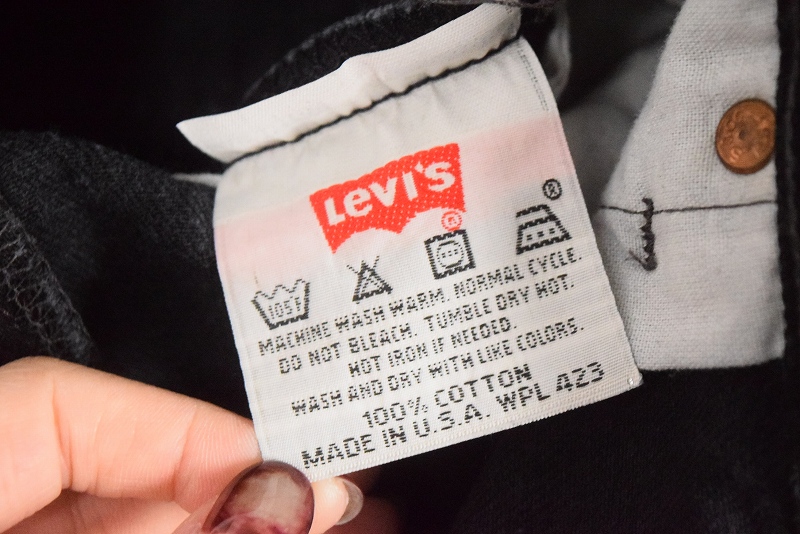 LEVI'S
®
®
105F
MACHINE WASH WARM. NORMAL CYCLE.
DO NOT BLEACH. TUMBLE DRY HOT.
HOT IRON IF NEEDED.
WASH AND DRY WITH LIKE COLORS.
100% COTTON
MADE IN U.S.A. WPL 423